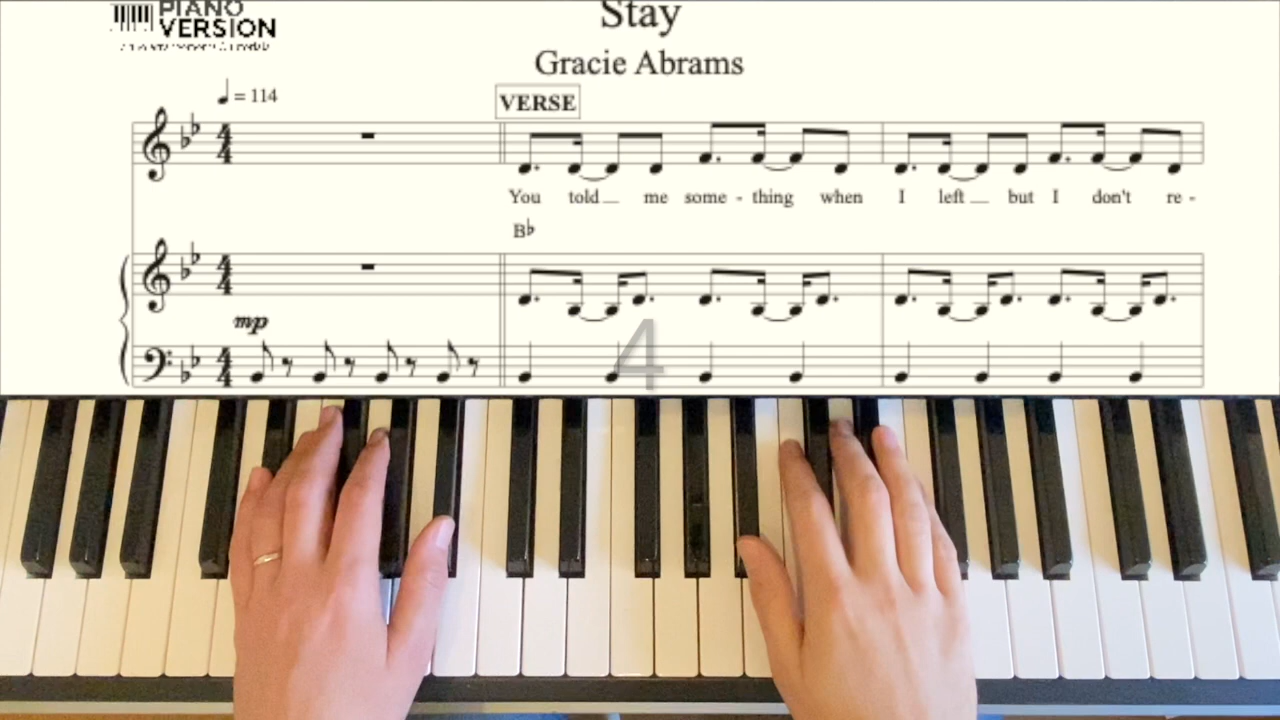 PIANO
VERSION
Stay
Gracie Abrams
= 114
VERSE
You told me some - thing when I left but I don't re -
B♭
mp
4